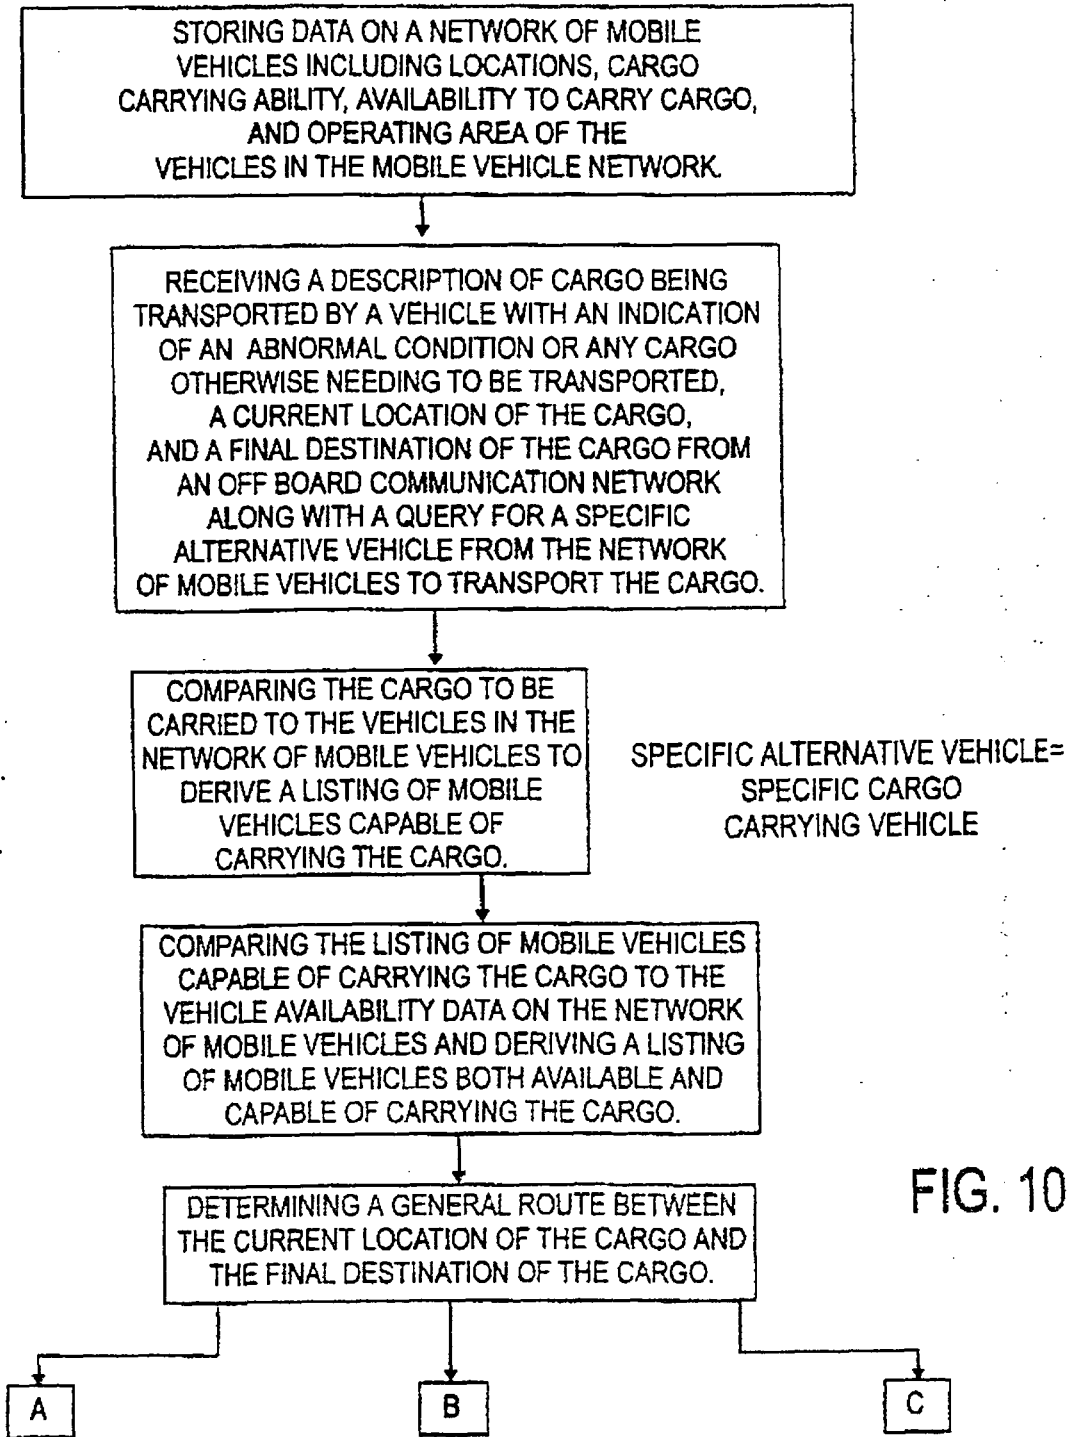 STORING DATA ON A NETWORK OF MOBILE
VEHICLES INCLUDING LOCATIONS, CARGO
CARRYING ABILITY, AVAILABILITY TO CARRY CARGO,
AND OPERATING AREA OF THE
VEHICLES IN THE MOBILE VEHICLE NETWORK.
RECEIVING A DESCRIPTION OF CARGO BEING
TRANSPORTED BY A VEHICLE WITH AN INDICATION
OF AN ABNORMAL CONDITION OR ANY CARGO
OTHERWISE NEEDING TO BE TRANSPORTED,
A CURRENT LOCATION OF THE CARGO,
AND A FINAL DESTINATION OF THE CARGO FROM
AN OFF BOARD COMMUNICATION NETWORK
ALONG WITH A QUERY FOR A SPECIFIC
ALTERNATIVE VEHICLE FROM THE NETWORK
OF MOBILE VEHICLES TO TRANSPORT THE CARGO.
COMPARING THE CARGO TO BE
CARRIED TO THE VEHICLES IN THE
NETWORK OF MOBILE VEHICLES TO
DERIVE A LISTING OF MOBILE
VEHICLES CAPABLE OF
CARRYING THE CARGO.
SPECIFIC ALTERNATIVE VEHICLE=
SPECIFIC CARGO
CARRYING VEHICLE
COMPARING THE LISTING OF MOBILE VEHICLES
CAPABLE OF CARRYING THE CARGO TO THE
VEHICLE AVAILABILITY DATA ON THE NETWORK
OF MOBILE VEHICLES AND DERIVING A LISTING
OF MOBILE VEHICLES BOTH AVAILABLE AND
CAPABLE OF CARRYING THE CARGO.
DETERMINING A GENERAL ROUTE BETWEEN
THE CURRENT LOCATION OF THE CARGO AND
THE FINAL DESTINATION OF THE CARGO.
FIG. 10
A
B
C